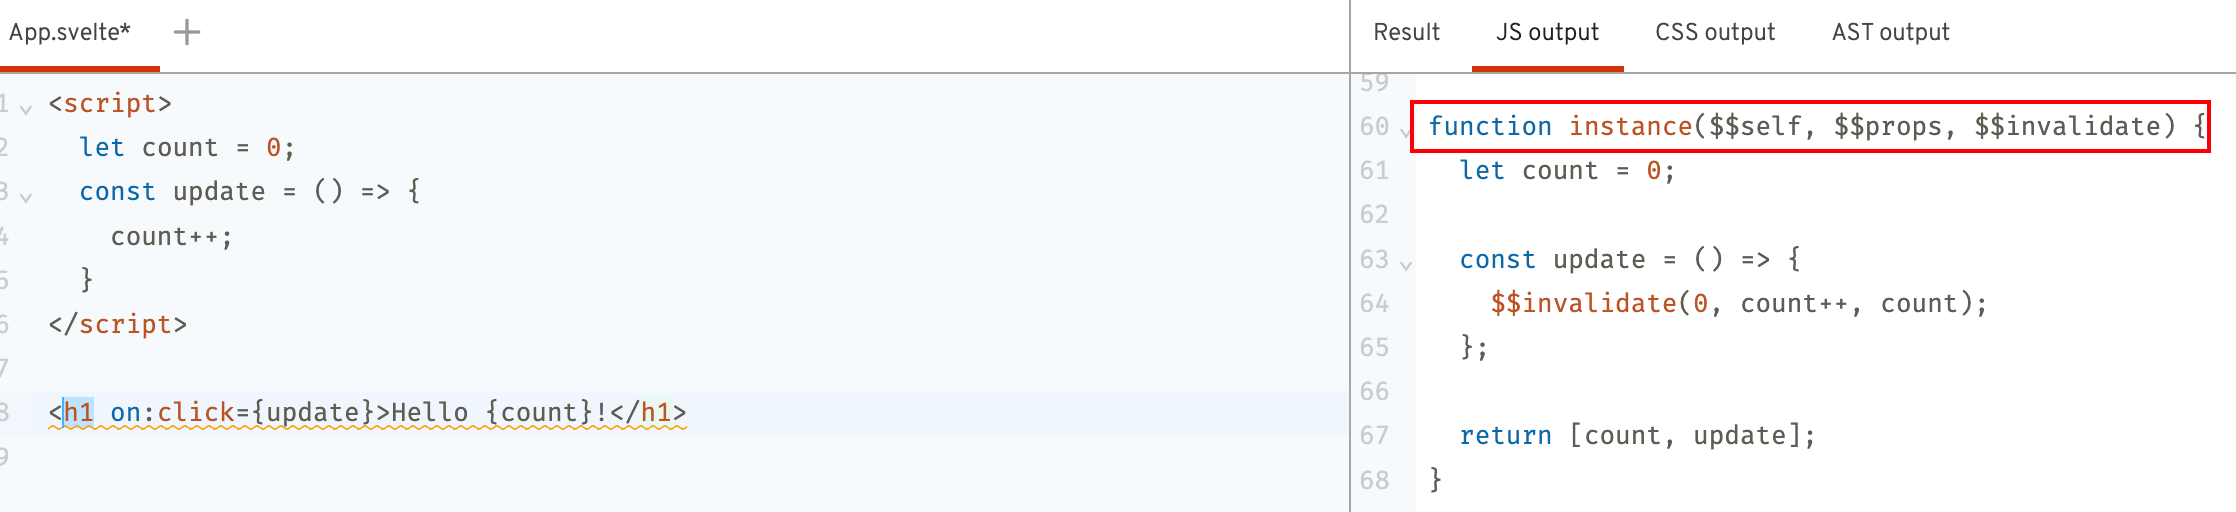 App.svelte* +
1 <script>
2 let count = 0;
3 const update = () => {
4 count++;
5 }
6 </script>
7
8 <h1 on:click={update}>Hello {count}!</h1>
9
Result JS output CSS output AST output
59
60 function instance($$self, $$props, $$invalidate) {
61 let count = 0;
62
63 const update = () => {
64 $$invalidate(0, count++, count);
65 };
66
67 return [count, update];
68 }